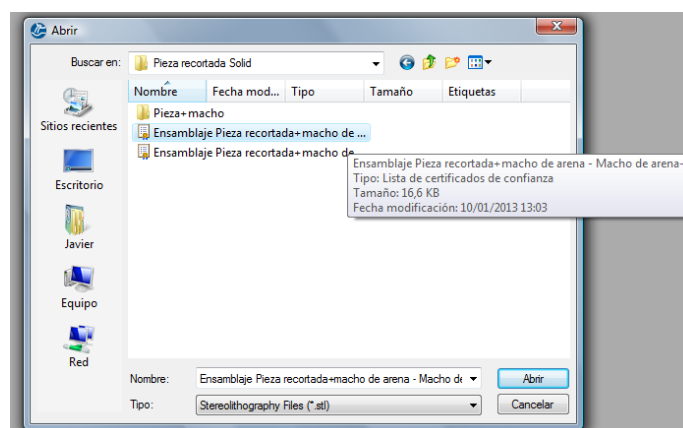 Abrir
Buscar en:
Pieza recortada Solid
Nombre
Fecha mod...
Tipo
Tamaño
Etiquetas
Sitios recientes
Escritorio
Javier
Equipo
Red
Pieza+macho
Ensamblaje Pieza recortada+macho de ...
Ensamblaje Pieza recortada+macho de
Ensamblaje Pieza recortada+macho de arena - Macho de arena-
Tipo: Lista de certificados de confianza
Tamaño: 16,6 KB
Fecha modificación: 10/01/2013 13:03
Nombre:
Ensamblaje Pieza recortada+macho de arena - Macho de
Abrir
Tipo:
Stereolithography Files (*.stl)
Cancelar